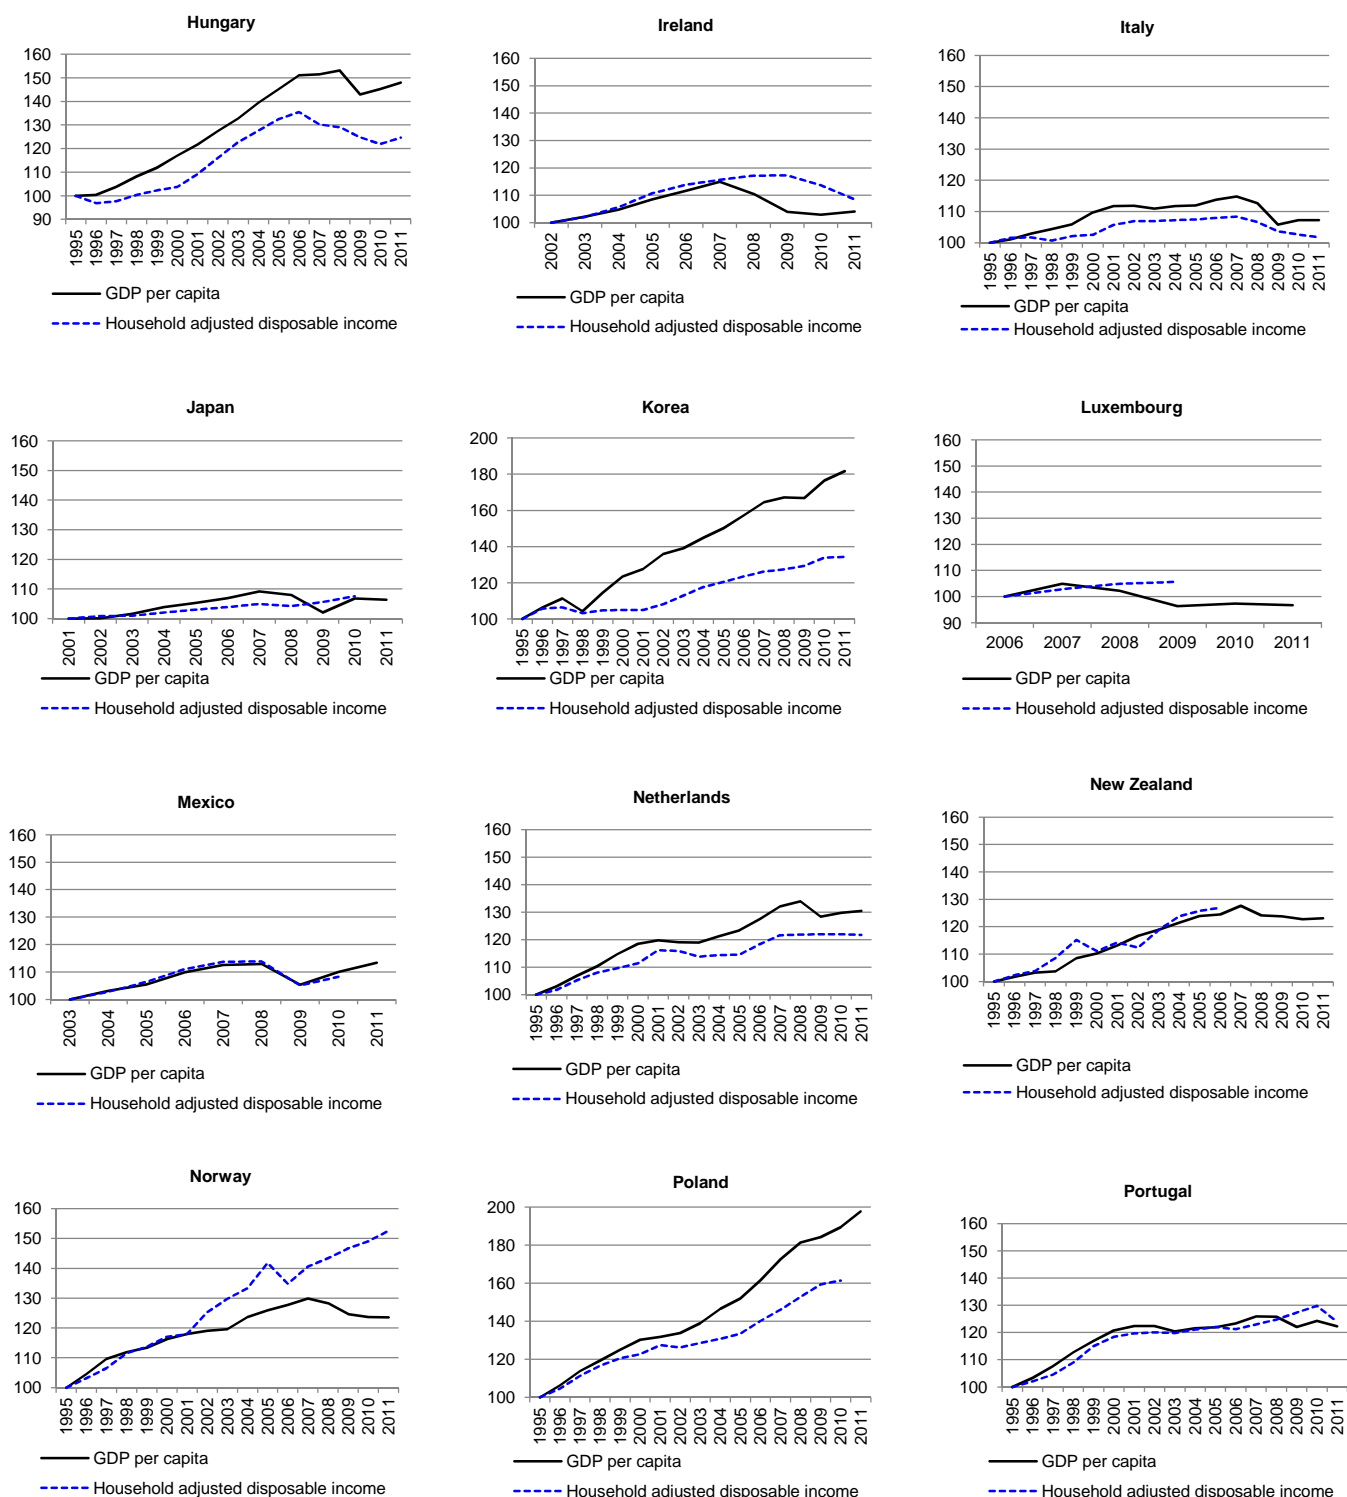 Hungary
160
150
140
130
120
110
100
90
1995 1996 1997 1998 1999 2000 2001 2002 2003 2004 2005 2006 2007 2008 2009 2010 2011
GDP per capita
Household adjusted disposable income
Ireland
160
150
140
130
120
110
100
2002 2003 2004 2005 2006 2007 2008 2009 2010 2011
GDP per capita
Household adjusted disposable income
Italy
160
150
140
130
120
110
100
1995 1996 1997 1998 1999 2000 2001 2002 2003 2004 2005 2006 2007 2008 2009 2010 2011
GDP per capita
Household adjusted disposable income
Japan
160
150
140
130
120
110
100
2001 2002 2003 2004 2005 2006 2007 2008 2009 2010 2011
GDP per capita
Household adjusted disposable income
Korea
200
180
160
140
120
100
1995 1996 1997 1998 1999 2000 2001 2002 2003 2004 2005 2006 2007 2008 2009 2010 2011
GDP per capita
Household adjusted disposable income
Luxembourg
160
150
140
130
120
110
100
90
2006 2007 2008 2009 2010 2011
GDP per capita
Household adjusted disposable income
Mexico
160
150
140
130
120
110
100
2003 2004 2005 2006 2007 2008 2009 2010 2011
GDP per capita
Household adjusted disposable income
Netherlands
160
150
140
130
120
110
100
1995 1996 1997 1998 1999 2000 2001 2002 2003 2004 2005 2006 2007 2008 2009 2010 2011
GDP per capita
Household adjusted disposable income
New Zealand
160
150
140
130
120
110
100
1995 1996 1997 1998 1999 2000 2001 2002 2003 2004 2005 2006 2007 2008 2009 2010 2011
GDP per capita
Household adjusted disposable income
Norway
160
150
140
130
120
110
100
1995 1996 1997 1998 1999 2000 2001 2002 2003 2004 2005 2006 2007 2008 2009 2010 2011
GDP per capita
Household adjusted disposable income
Poland
200
180
160
140
120
100
1995 1996 1997 1998 1999 2000 2001 2002 2003 2004 2005 2006 2007 2008 2009 2010 2011
GDP per capita
Household adjusted disposable income
Portugal
160
150
140
130
120
110
100
1995 1996 1997 1998 1999 2000 2001 2002 2003 2004 2005 2006 2007 2008 2009 2010 2011
GDP per capita
Household adjusted disposable income